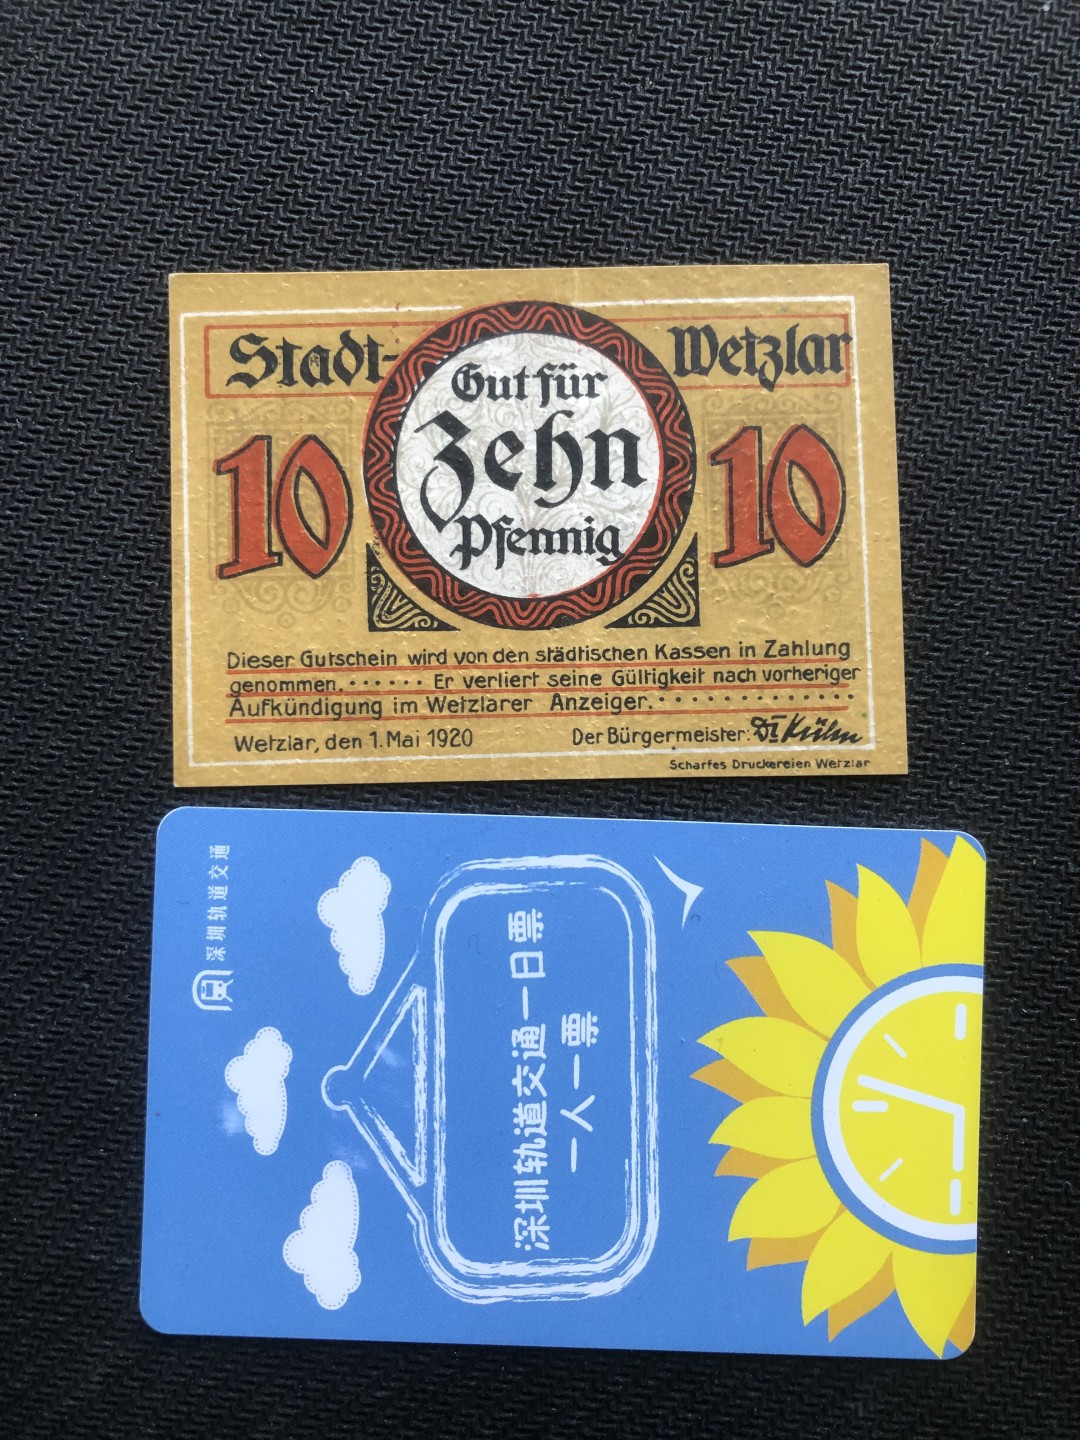 Stadt- Wetzlar
Gut für
Zehn
Pfennig
10 10
Dieser Gutschein wird von den städtischen Kassen in Zahlung
genommen. . . . . . . Er verliert seine Gültigkeit nach vorheriger
Aufkündigung im Wetzlarer Anzeiger. . . . . . . . . . . . . .
Wetzlar, den 1. Mai 1920 Der Bürgermeister: Dr Kühn
Scharfes Druckereien Wetzlar
深圳轨道交通
深圳轨道交通一日票
一人一票